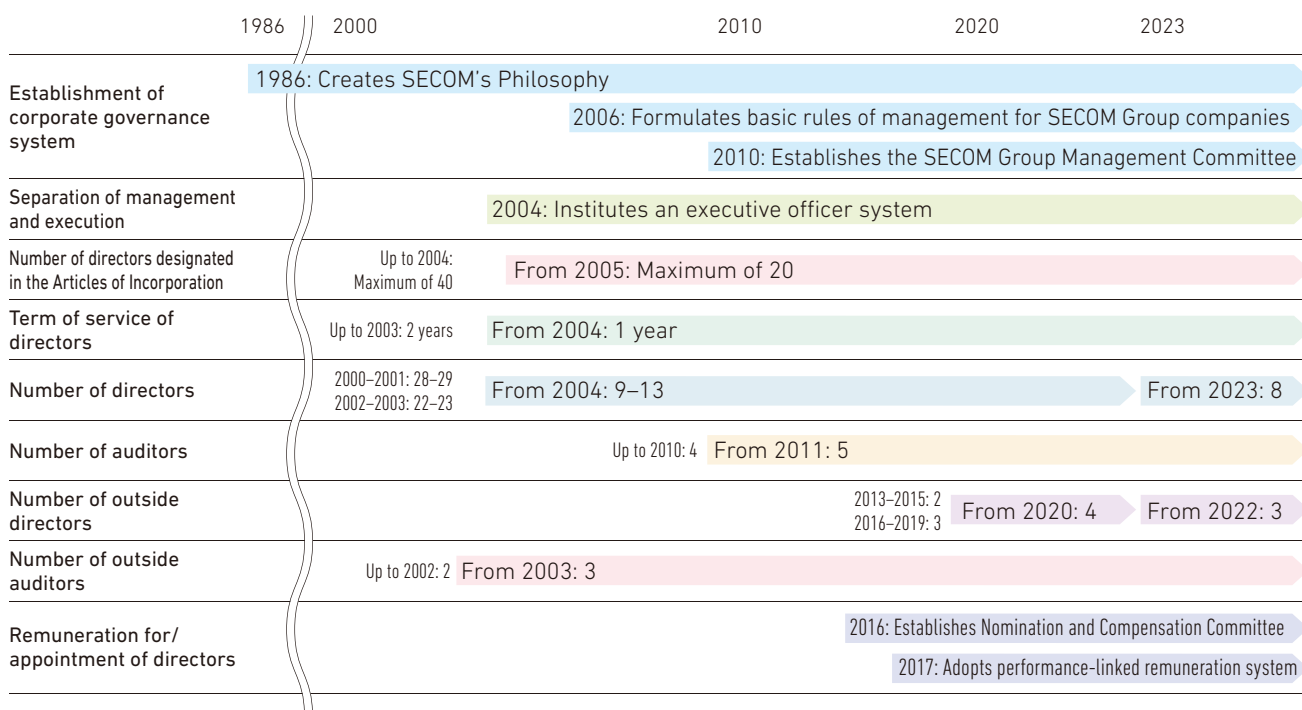 1986 2000 2010 2020 2023
Establishment of
corporate governance
system
1986: Creates SECOM's Philosophy
2006: Formulates basic rules of management for SECOM Group companies
2010: Establishes the SECOM Group Management Committee
Separation of management
and execution
2004: Institutes an executive officer system
Number of directors designated
in the Articles of Incorporation
Up to 2004:
Maximum of 40
From 2005: Maximum of 20
Term of service of
directors
Up to 2003: 2 years
From 2004: 1 year
Number of directors
2000–2001: 28–29
2002–2003: 22–23
From 2004: 9–13
From 2023: 8
Number of auditors
Up to 2010: 4
From 2011: 5
Number of outside
directors
2013–2015: 2
2016–2019: 3
From 2020: 4
From 2022: 3
Number of outside
auditors
Up to 2002: 2
From 2003: 3
Remuneration for/
appointment of directors
2016: Establishes Nomination and Compensation Committee
2017: Adopts performance-linked remuneration system